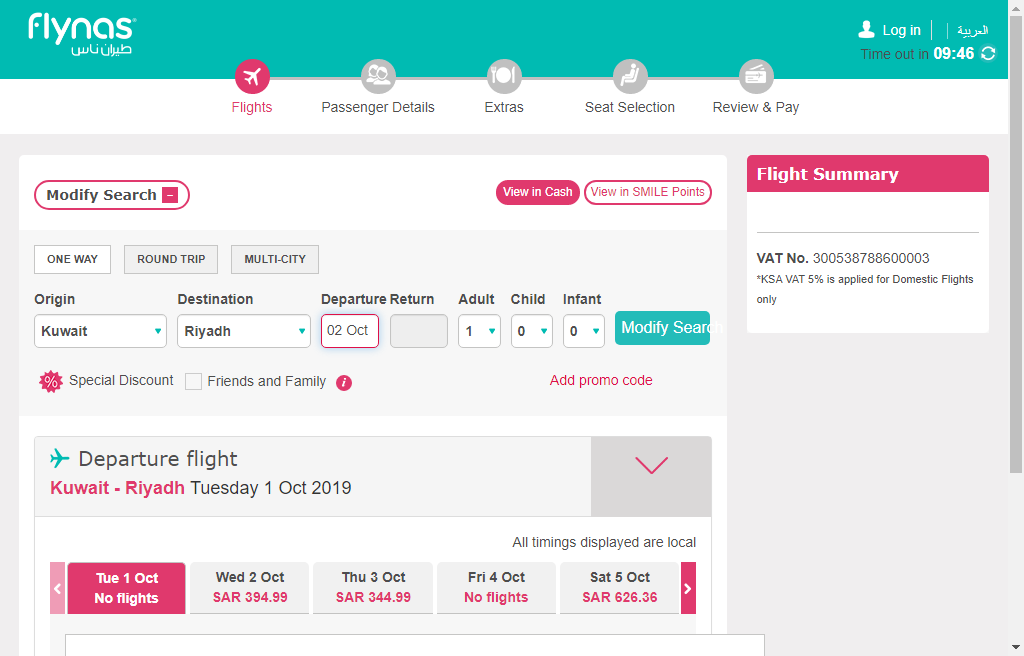 flynas
طيران ناس
Log in
العربية
Time out in 09:46
Flights
Passenger Details
Extras
Seat Selection
Review & Pay
Modify Search
View in Cash
View in SMILE Points
Flight Summary
ONE WAY
ROUND TRIP
MULTI-CITY
VAT No. 300538788600003
*KSA VAT 5% is applied for Domestic Flights
only
Origin
Destination
Departure
Return
Adult
Child
Infant
Kuwait
Riyadh
02 Oct
1
0
0
Modify Search
% Special Discount
Friends and Family
i
Add promo code
Departure flight
Kuwait - Riyadh Tuesday 1 Oct 2019
All timings displayed are local
Tue 1 Oct
No flights
Wed 2 Oct
SAR 394.99
Thu 3 Oct
SAR 344.99
Fri 4 Oct
No flights
Sat 5 Oct
SAR 626.36